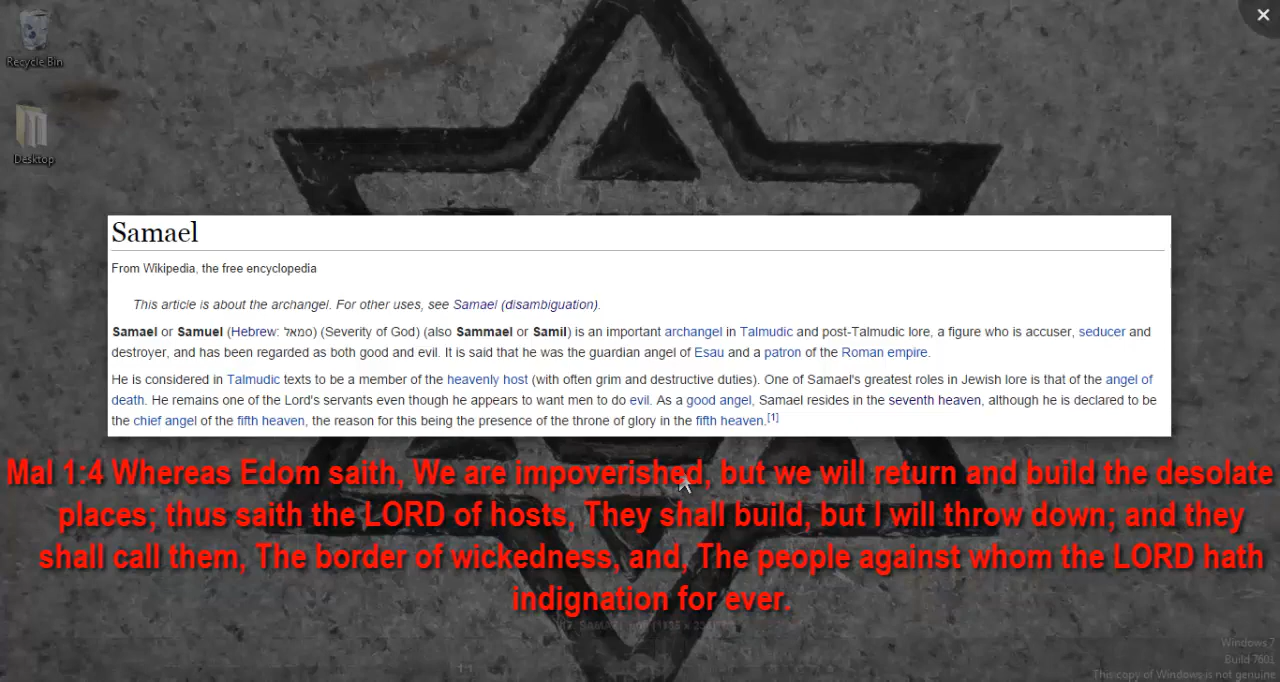 Recycle Bin
Desktop
Samael
From Wikipedia, the free encyclopedia
This article is about the archangel. For other uses, see Samael (disambiguation).
Samael or Samuel (Hebrew: סמאל) (Severity of God) (also Sammael or Samil) is an important archangel in Talmudic and post-Talmudic lore, a figure who is accuser, seducer and
destroyer, and has been regarded as both good and evil. It is said that he was the guardian angel of Esau and a patron of the Roman empire.
He is considered in Talmudic texts to be a member of the heavenly host (with often grim and destructive duties). One of Samael's greatest roles in Jewish lore is that of the angel of
death. He remains one of the Lord's servants even though he appears to want men to do evil. As a good angel, Samael resides in the seventh heaven, although he is declared to be
the chief angel of the fifth heaven, the reason for this being the presence of the throne of glory in the fifth heaven.[1]
Mal 1:4 Whereas Edom saith, We are impoverished, but we will return and build the desolate
places; thus saith the LORD of hosts, They shall build, but I will throw down; and they
shall call them, The border of wickedness, and, The people against whom the LORD hath
indignation for ever.
Windows 7
Build 7601
This copy of Windows is not genuine